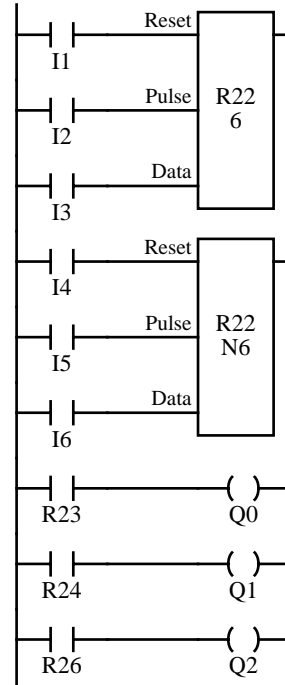 Reset
I1
Pulse
R22
6
I2
Data
I3
Reset
I4
Pulse
R22
N6
I5
Data
I6
R23 Q0
R24 Q1
R26 Q2